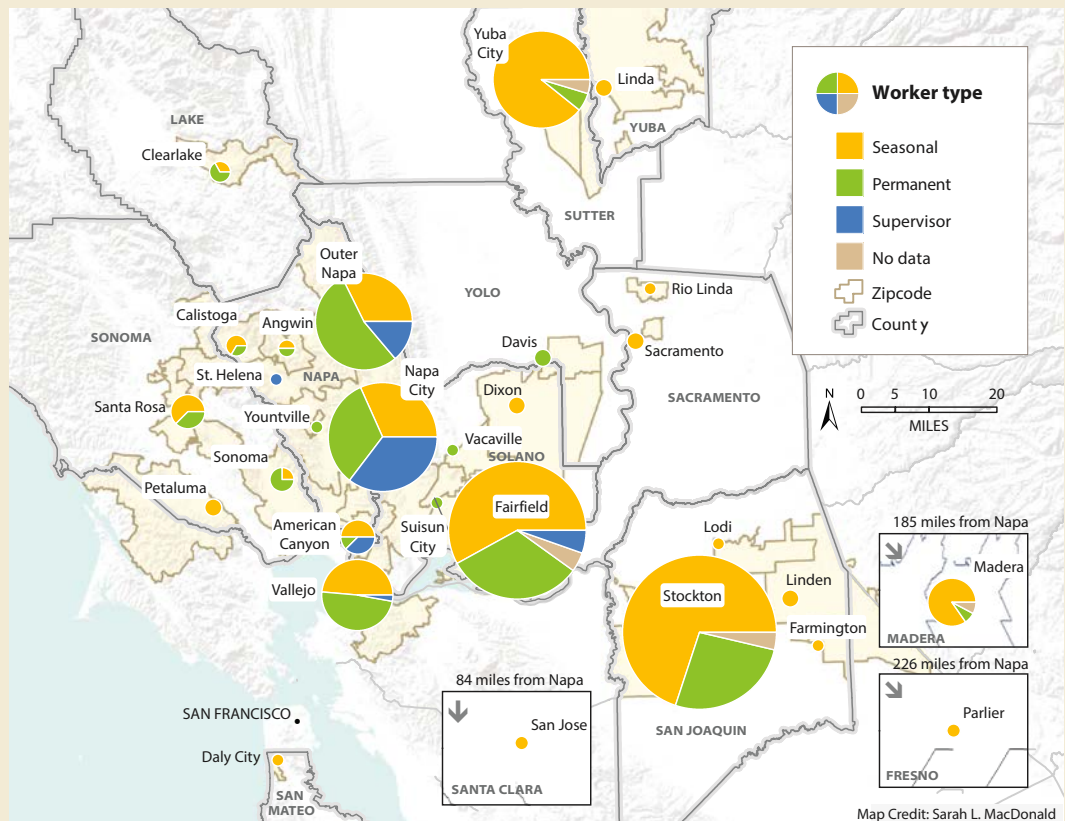 Yuba
City
Linda
LAKE
YUBA
Clearlake
SUTTER
Outer
Napa
YOLO
Rio Linda
Calistoga
Angwin
SONOMA
Davis
Sacramento
St. Helena
NAPA
Napa
City
Dixon
SACRAMENTO
Santa Rosa
Yountville
Vacaville
SOLANO
Sonoma
Petaluma
Fairfield
American
Canyon
Suisun
City
Lodi
Vallejo
Stockton
Linden
Farmington
SAN FRANCISCO
SAN JOAQUIN
Daly City
SAN
MATEO
Worker type
Seasonal
Permanent
Supervisor
No data
Zipcode
Count y
N
0 10 20
MILES
84 miles from Napa
San Jose
SANTA CLARA
185 miles from Napa
Madera
MADERA
226 miles from Napa
Parlier
FRESNO
Map Credit: Sarah L. MacDonald